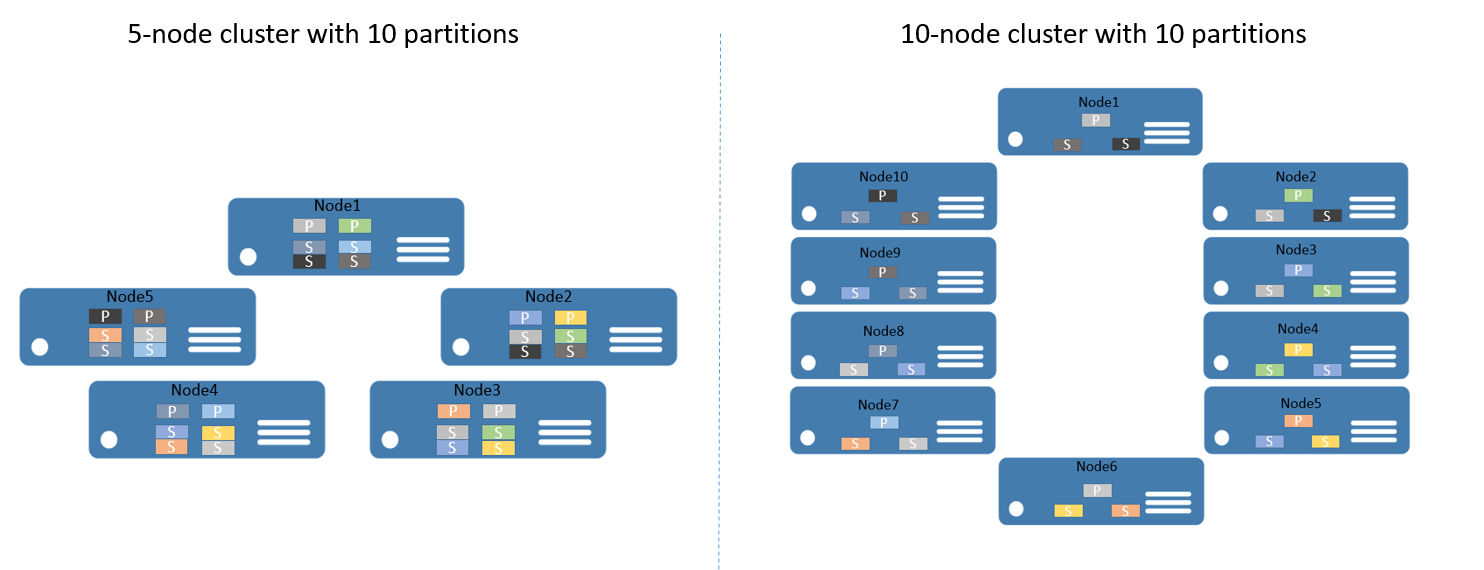 5-node cluster with 10 partitions
Node1
P P
S S
S S
Node5
P P
S S
S S
Node2
P P
S S
S S
Node4
P P
S S
S S
Node3
P P
S S
S S
10-node cluster with 10 partitions
Node1
P
S S
Node10
P
S S
Node2
P
S S
Node9
P
S S
Node3
P
S S
Node8
P
S S
Node4
P
S S
Node7
P
S S
Node5
P
S S
Node6
P
S S